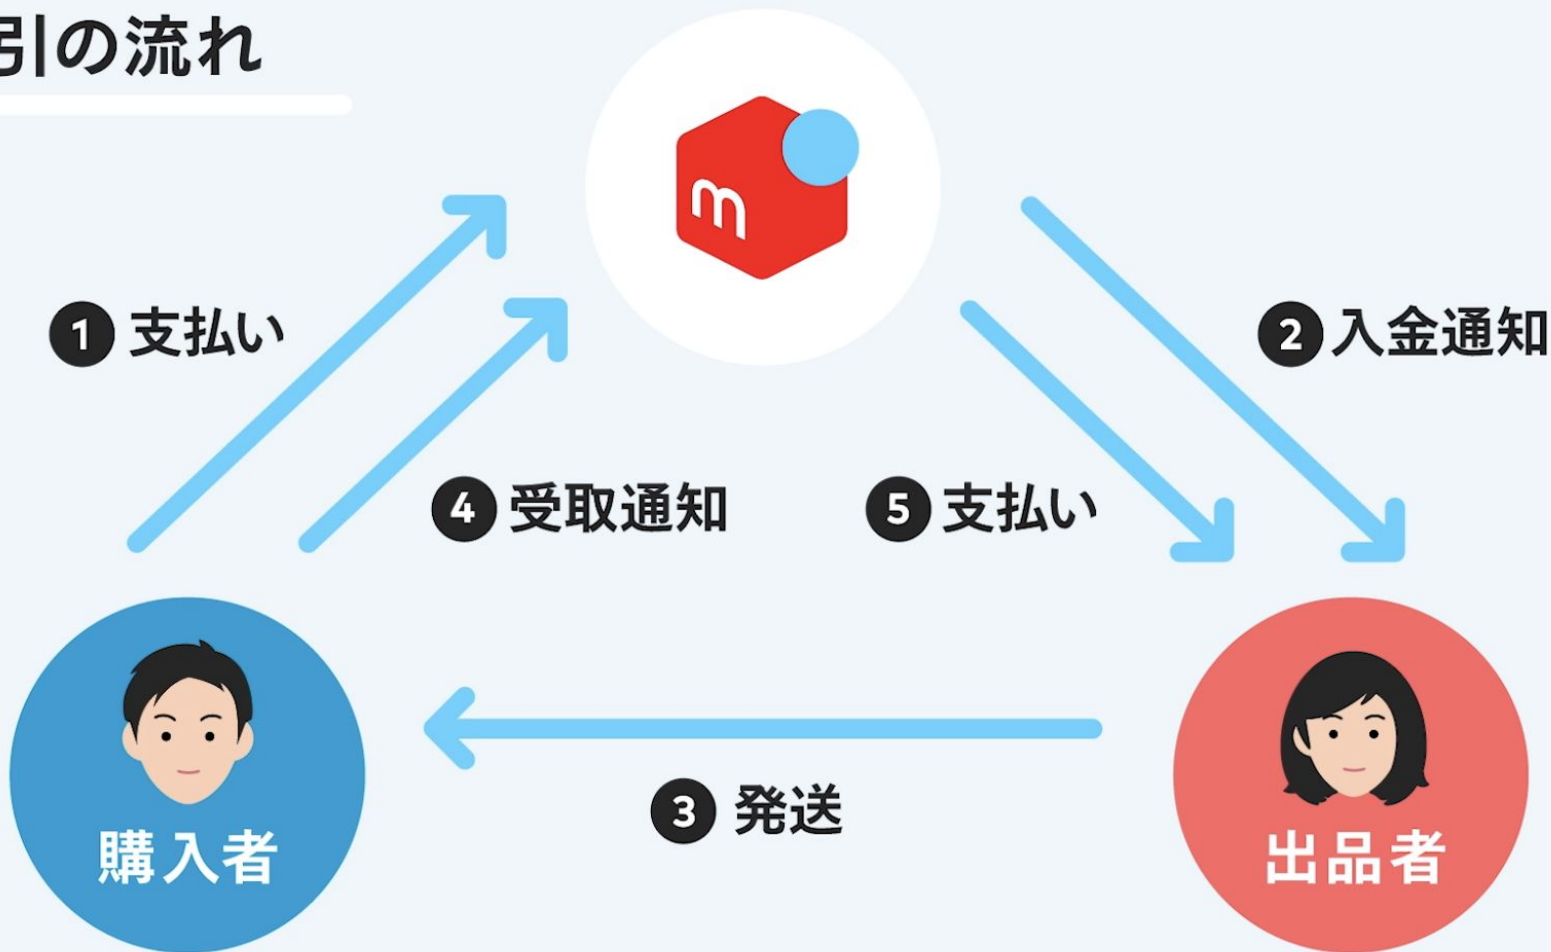 引の流れ
m
1 支払い
2 入金通知
4 受取通知
5 支払い
3 発送
購入者
出品者